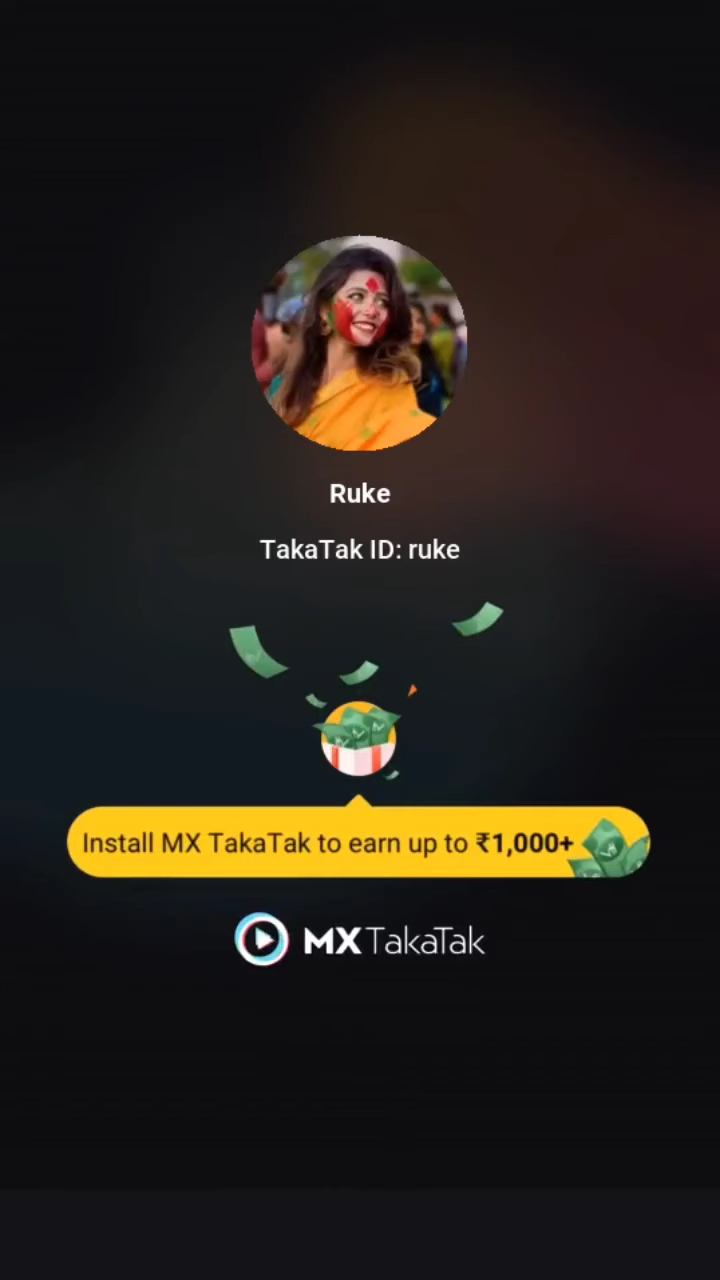 Ruke
TakaTak ID: ruke
Install MX TakaTak to earn up to ₹1,000+
MX TakaTak